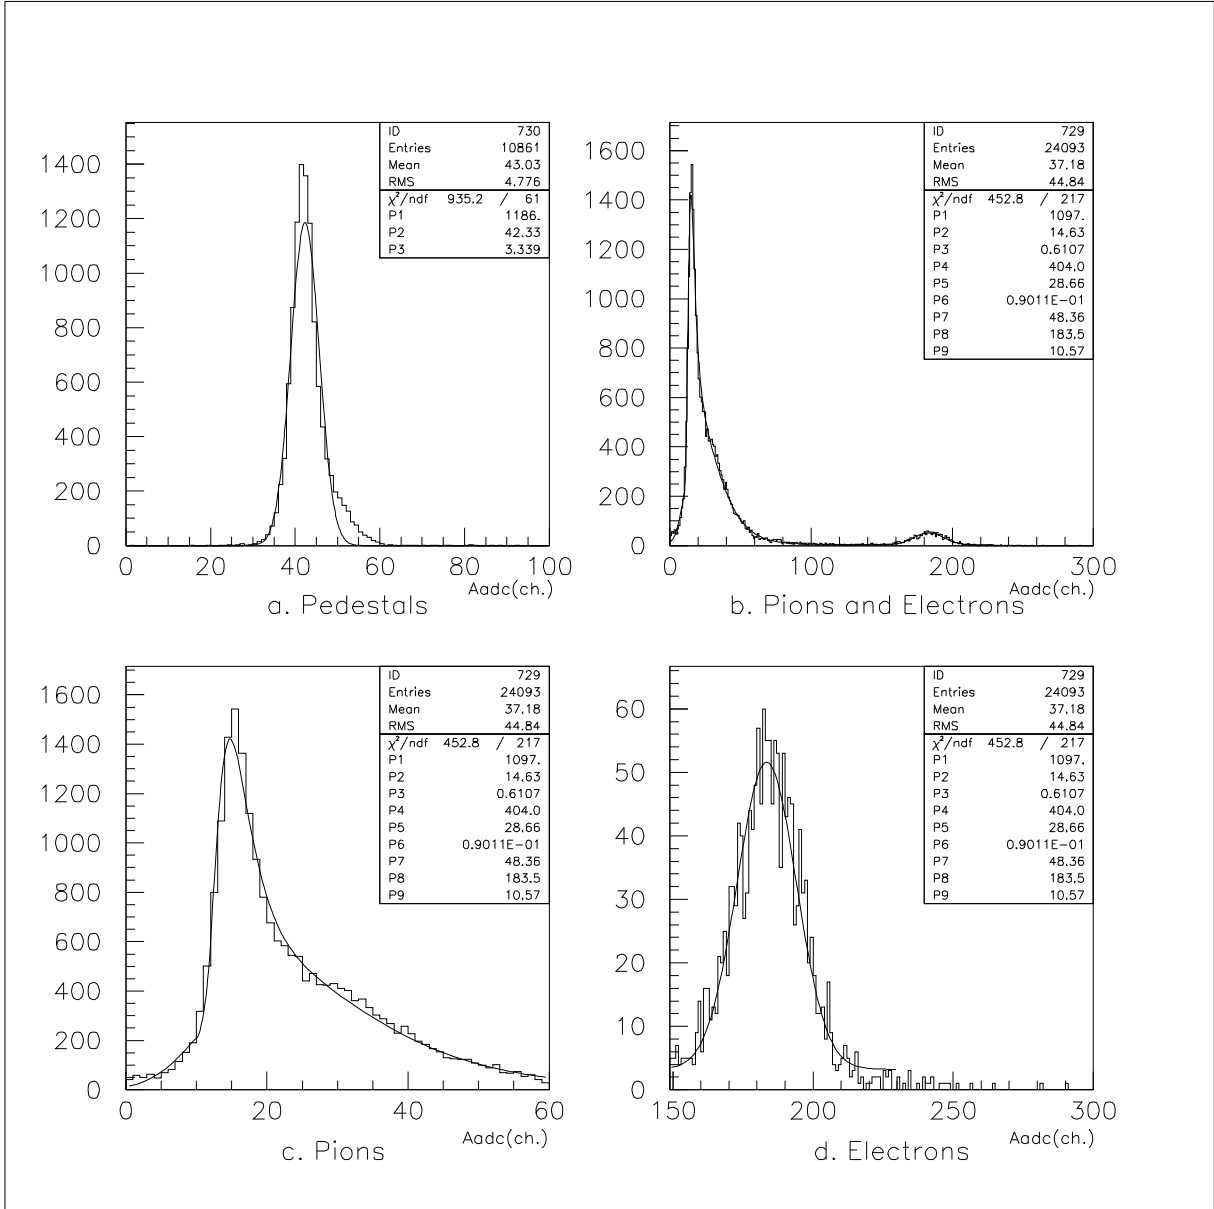 ID 730
Entries 10861
Mean 43.03
RMS 4.776
χ²/ndf 935.2 / 61
P1 1186.
P2 42.33
P3 3.339
1400
1200
1000
800
600
400
200
0
0 20 40 60 80 100
Aadc(ch.)
a. Pedestals
ID 729
Entries 24093
Mean 37.18
RMS 44.84
χ²/ndf 452.8 / 217
P1 1097.
P2 14.63
P3 0.6107
P4 404.0
P5 28.66
P6 0.9011E-01
P7 48.36
P8 183.5
P9 10.57
1600
1400
1200
1000
800
600
400
200
0
0 100 200 300
Aadc(ch.)
b. Pions and Electrons
ID 729
Entries 24093
Mean 37.18
RMS 44.84
χ²/ndf 452.8 / 217
P1 1097.
P2 14.63
P3 0.6107
P4 404.0
P5 28.66
P6 0.9011E-01
P7 48.36
P8 183.5
P9 10.57
1600
1400
1200
1000
800
600
400
200
0
0 20 40 60
Aadc(ch.)
c. Pions
ID 729
Entries 24093
Mean 37.18
RMS 44.84
χ²/ndf 452.8 / 217
P1 1097.
P2 14.63
P3 0.6107
P4 404.0
P5 28.66
P6 0.9011E-01
P7 48.36
P8 183.5
P9 10.57
60
50
40
30
20
10
0
150 200 250 300
Aadc(ch.)
d. Electrons